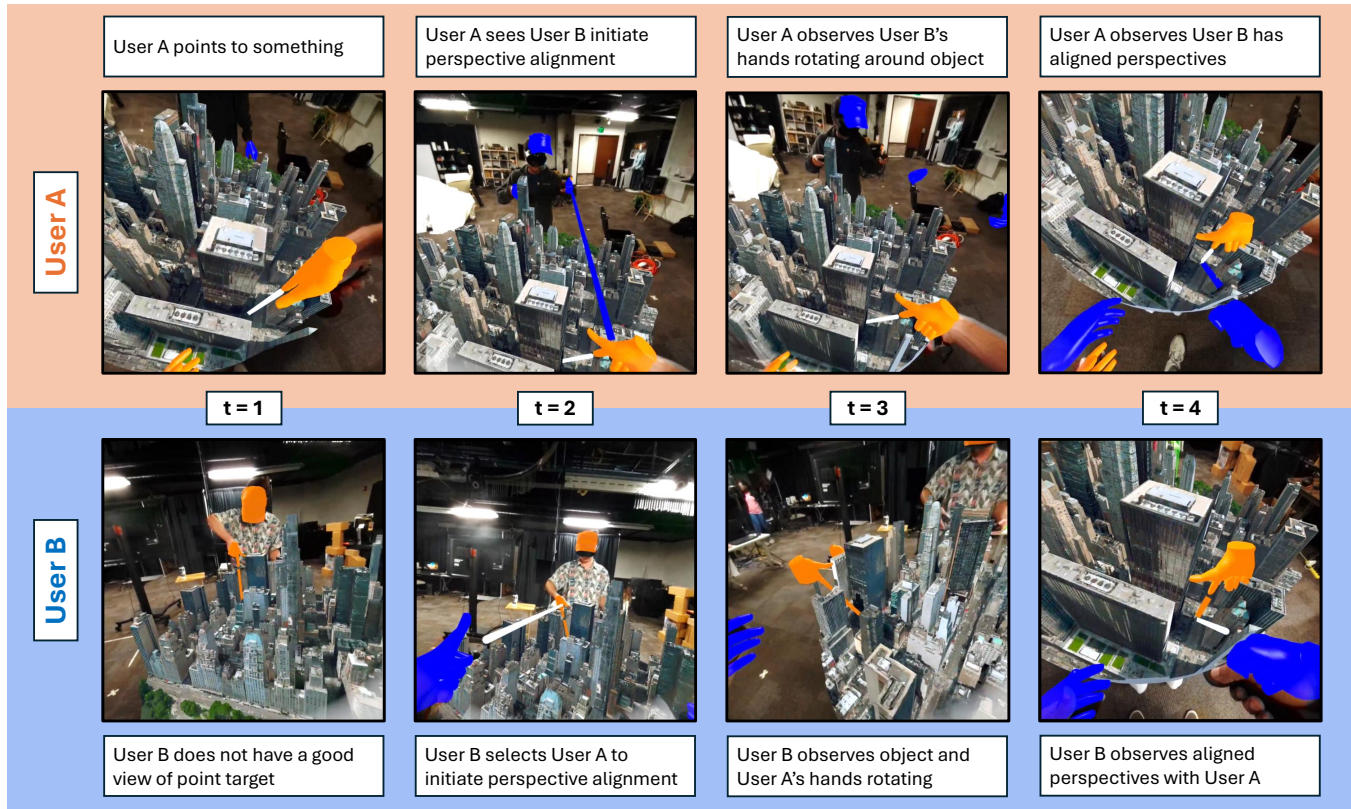 User A points to something
User A sees User B initiate
perspective alignment
User A observes User B's
hands rotating around object
User A observes User B has
aligned perspectives
User A
t = 1
t = 2
t = 3
t = 4
User B
User B does not have a good
view of point target
User B selects User A to
initiate perspective alignment
User B observes object and
User A's hands rotating
User B observes aligned
perspectives with User A